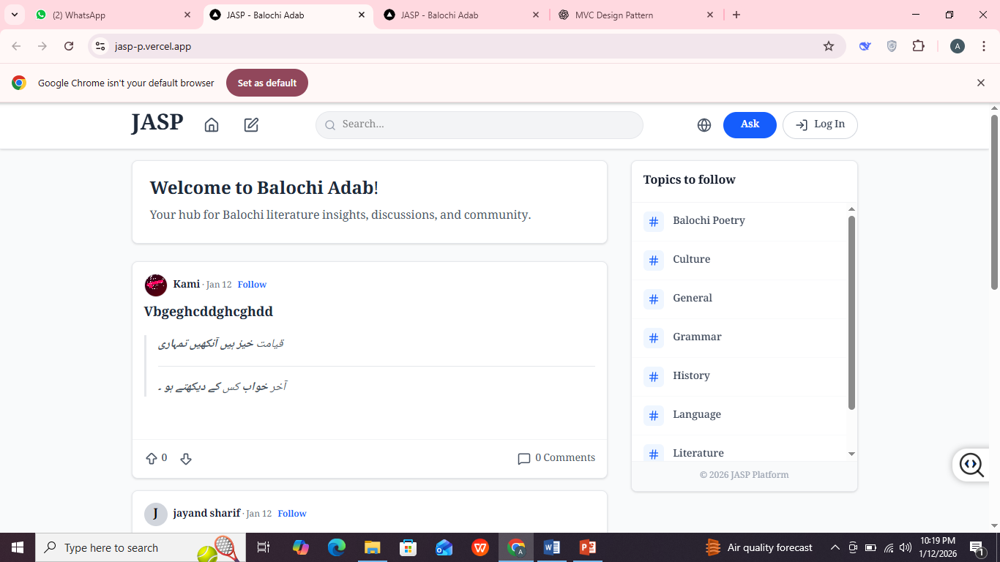 (2) WhatsApp
JASP - Balochi Adab
JASP - Balochi Adab
MVC Design Pattern
jasp-p.vercel.app
A
Google Chrome isn't your default browser
Set as default
JASP
Search...
Ask
Log In
Welcome to Balochi Adab!
Your hub for Balochi literature insights, discussions, and community.
Kami · Jan 12 Follow
Vbgeghcddghcghdd
قیامت خیز ہیں آنکھیں تمہاری
آخر خواب کس کے دیکھتے ہو ۔
0
0 Comments
J
jayand sharif · Jan 12 Follow
Topics to follow
# Balochi Poetry
# Culture
# General
# Grammar
# History
# Language
# Literature
© 2026 JASP Platform
Type here to search
Air quality forecast
10:19 PM
1/12/2026
1